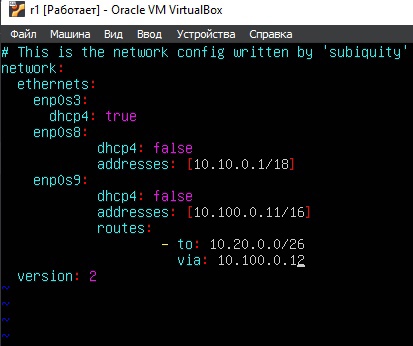 r1 [Работает] - Oracle VM VirtualBox
Файл Машина Вид Ввод Устройства Справка
# This is the network config written by 'subiquity'
network:
  ethernets:
    enp0s3:
      dhcp4: true
    enp0s8:
            dhcp4: false
            addresses: [10.10.0.1/18]
    enp0s9:
            dhcp4: false
            addresses: [10.100.0.11/16]
            routes:
                    - to: 10.20.0.0/26
                      via: 10.100.0.12
  version: 2
~
~
~
~